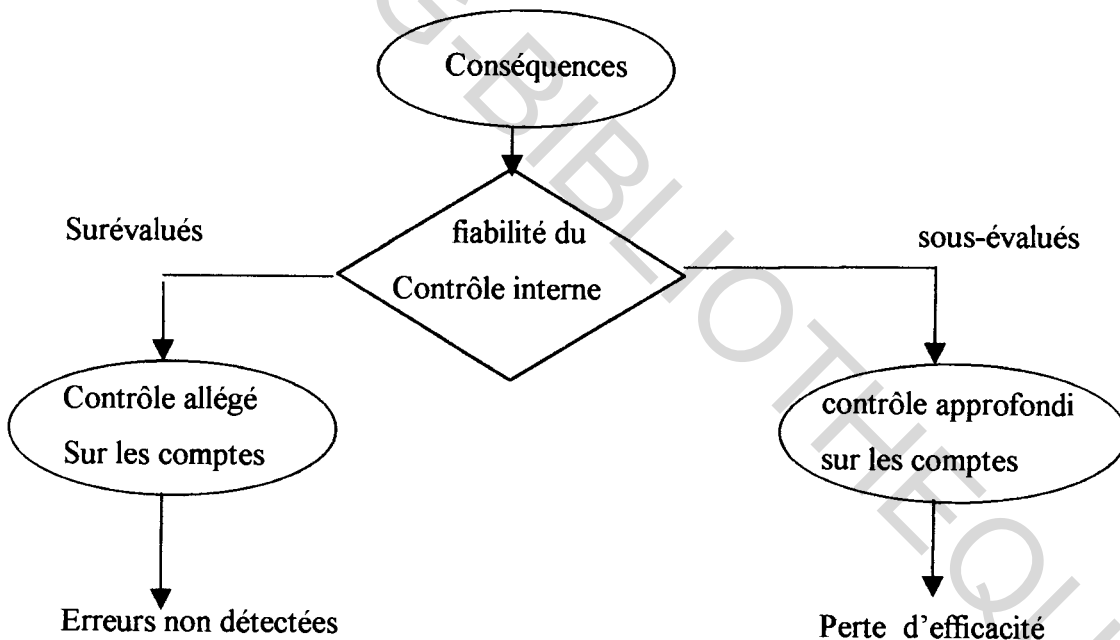 Conséquences
fiabilité du
Contrôle interne
Surévalués
sous-évalués
Contrôle allégé
Sur les comptes
contrôle approfondi
sur les comptes
Erreurs non détectées
Perte d'efficacité
G-BIBLIOTHEQU